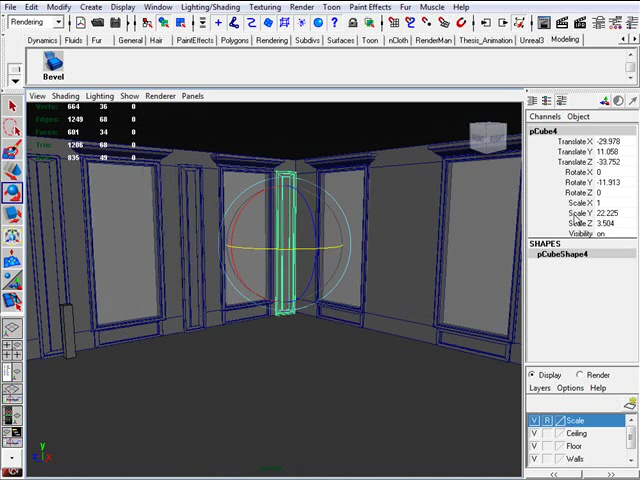 File Edit Modify Create Display Window Lighting/Shading Texturing Render Toon Paint Effects Fur Muscle Help
Rendering
Dynamics Fluids Fur General Hair PaintEffects Polygons Rendering Subdivs Surfaces Toon nCloth RenderMan Thesis_Animation Unreal3 Modeling
Bevel
View Shading Lighting Show Renderer Panels
Verts: 664 36 0
Edges: 1249 68 0
Faces: 601 34 0
Tris: 1206 68 0
835 49 0
Channels Object
pCube4
Translate X -29.978
Translate Y 11.058
Translate Z -33.752
Rotate X 0
Rotate Y -11.913
Rotate Z 0
Scale X 1
Scale Y 22.225
Scale Z 3.504
Visibility on
SHAPES
pCubeShape4
Display Render
Layers Options Help
V R Scale
V Ceiling
V Floor
V Walls
y
z x
<< >>